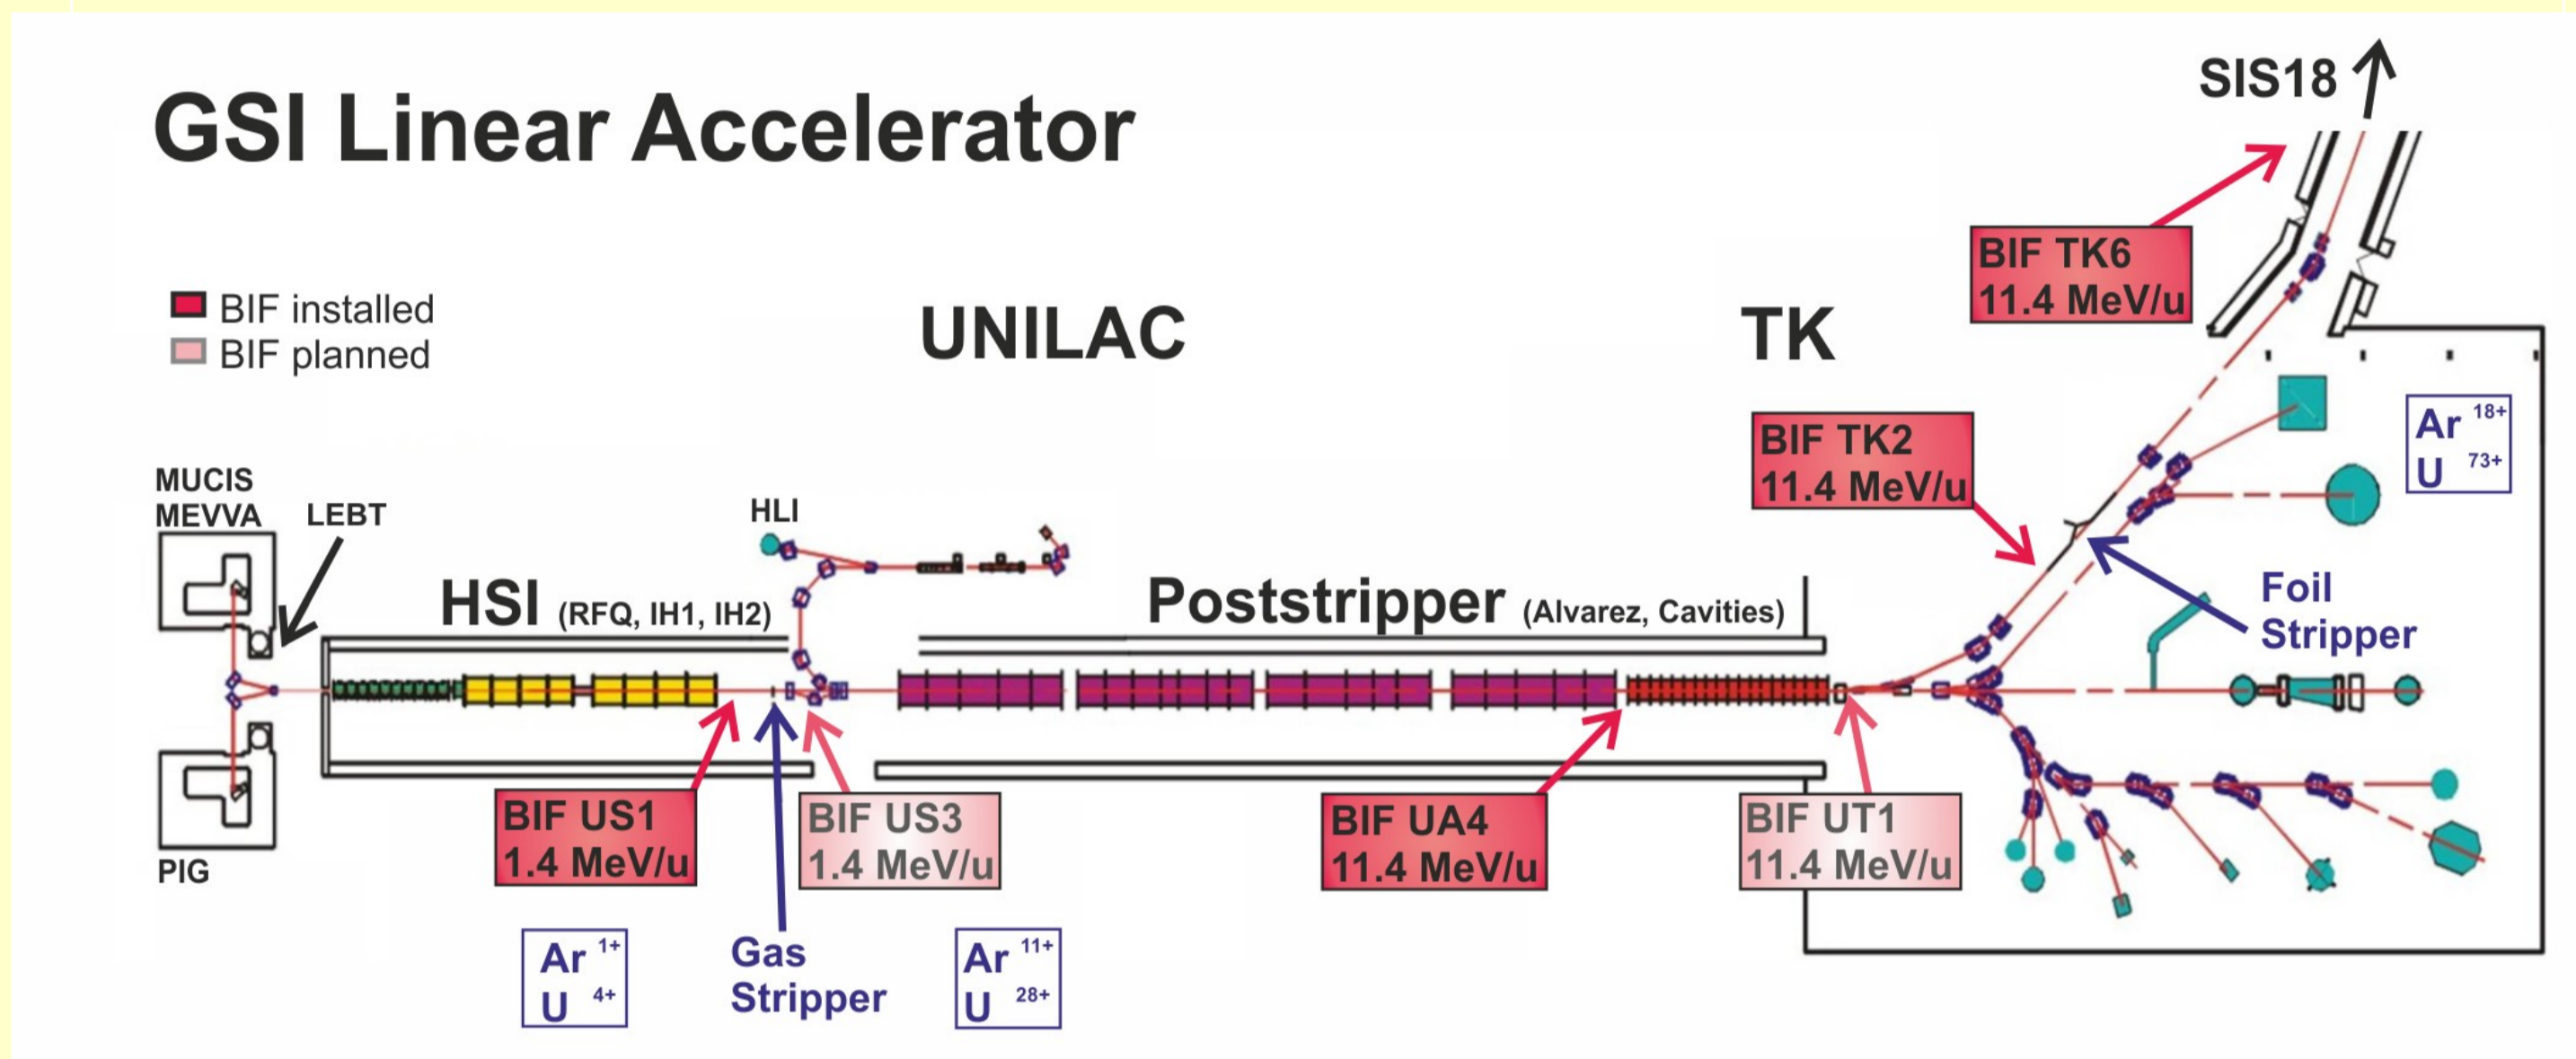 GSI Linear Accelerator
SIS18
BIF TK6
11.4 MeV/u
BIF installed
BIF planned
UNILAC
TK
BIF TK2
11.4 MeV/u
Ar 18+
U 73+
MUCIS
MEVVA
LEBT
HLI
HSI (RFQ, IH1, IH2)
Poststripper (Alvarez, Cavities)
Foil
Stripper
PIG
BIF US1
1.4 MeV/u
BIF US3
1.4 MeV/u
BIF UA4
11.4 MeV/u
BIF UT1
11.4 MeV/u
Ar 1+
U 4+
Gas
Stripper
Ar 11+
U 28+